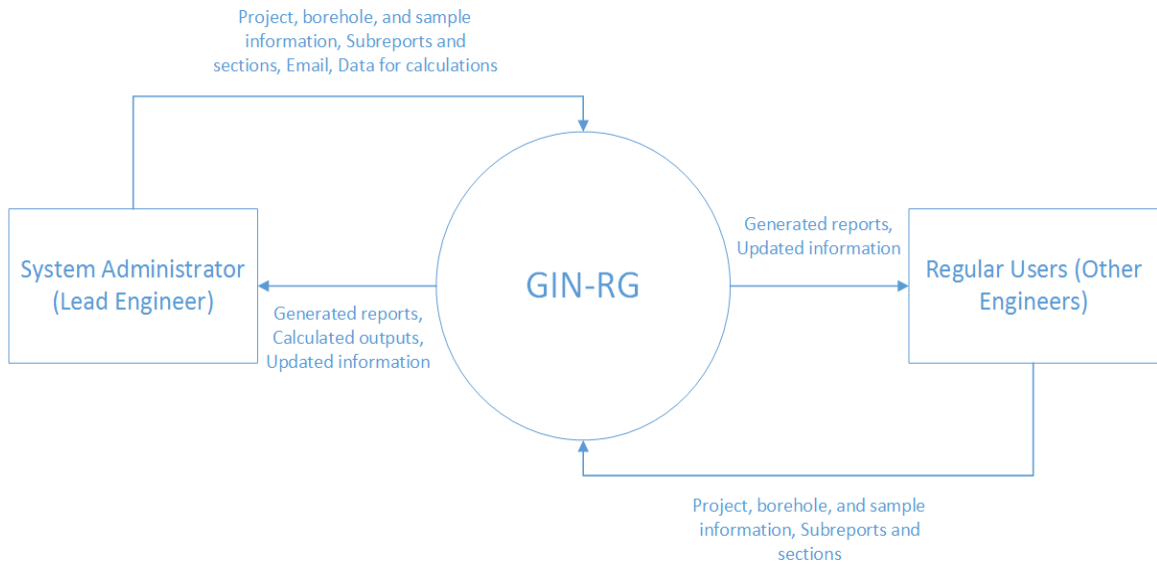 Project, borehole, and sample
information, Subreports and
sections, Email, Data for calculations
System Administrator
(Lead Engineer)
Generated reports,
Calculated outputs,
Updated information
GIN-RG
Generated reports,
Updated information
Regular Users (Other
Engineers)
Project, borehole, and sample
information, Subreports and
sections